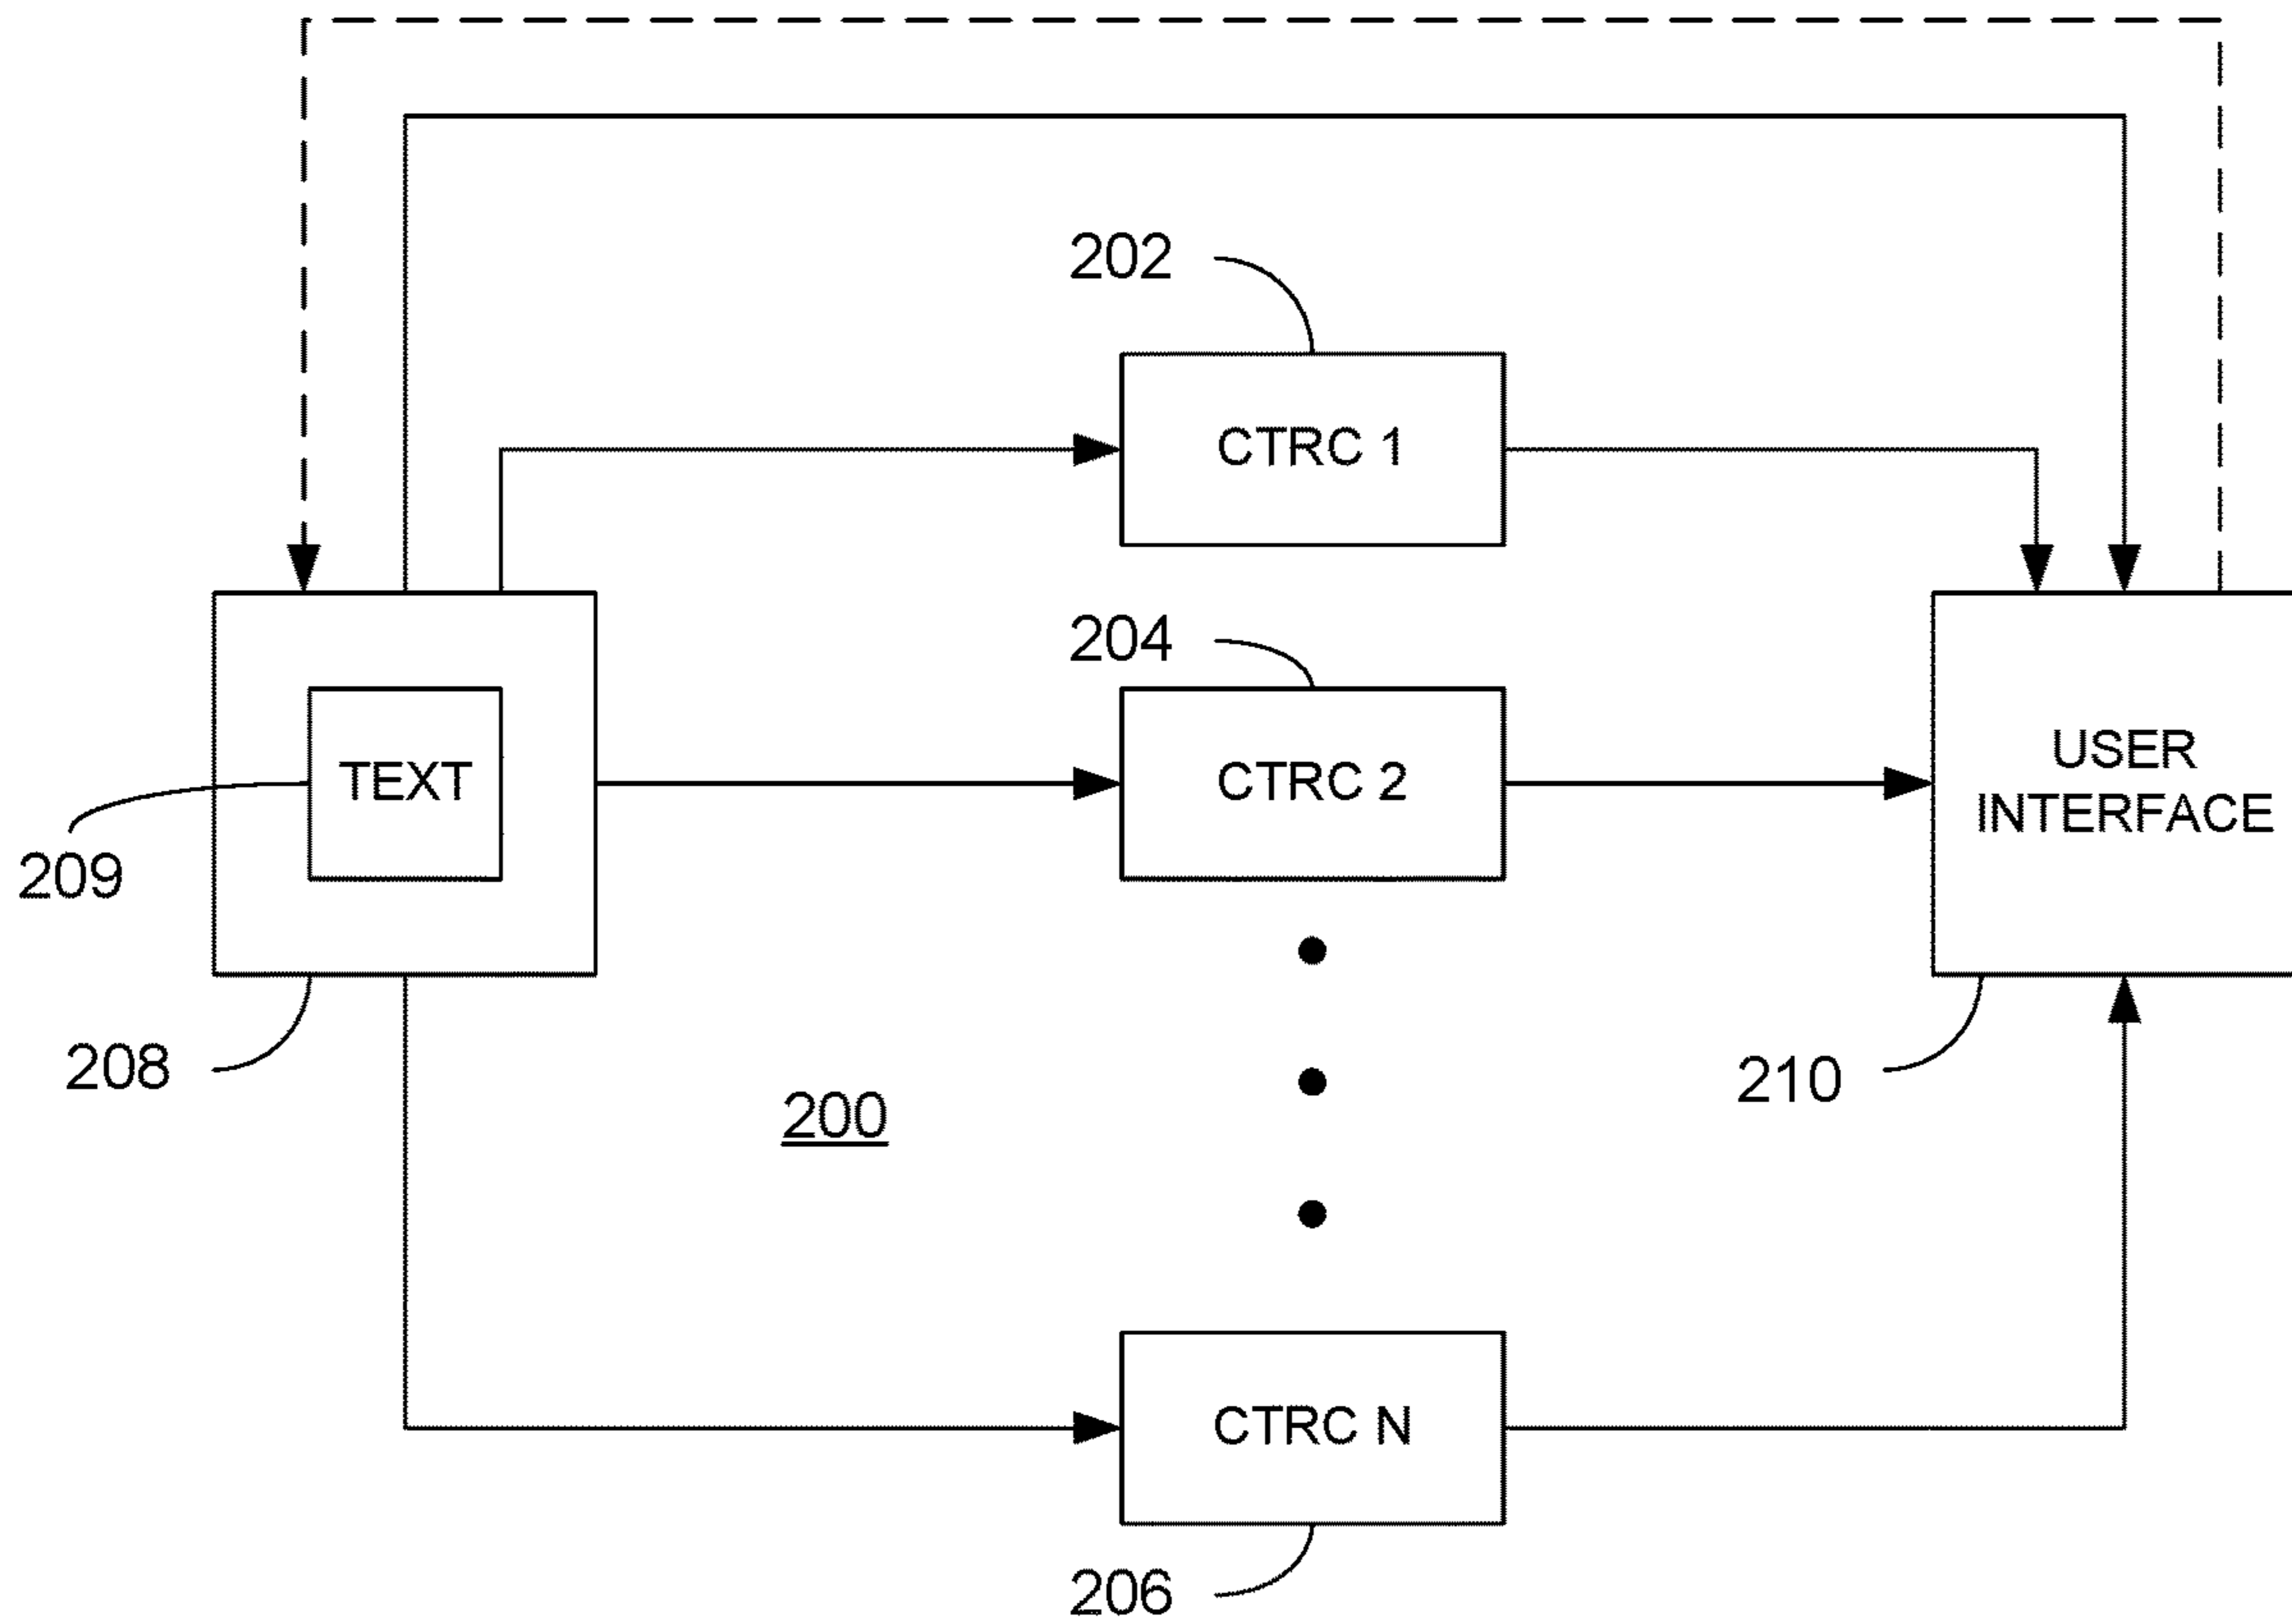 202
CTRC 1
204
TEXT
CTRC 2
USER
INTERFACE
209
208
200
210
CTRC N
206